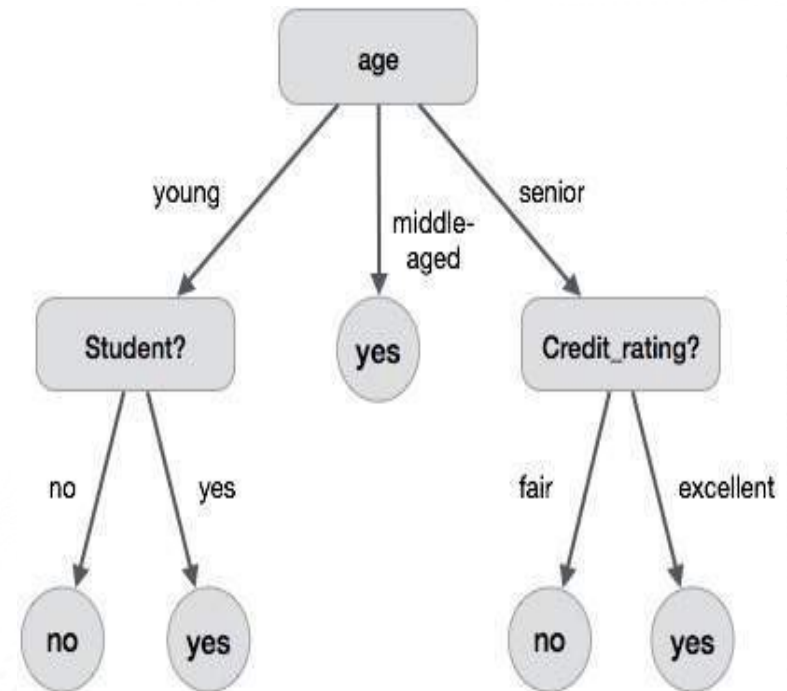 age
young
senior
middle-
aged
Student?
yes
Credit_rating?
no
yes
fair
excellent
no
yes
no
yes